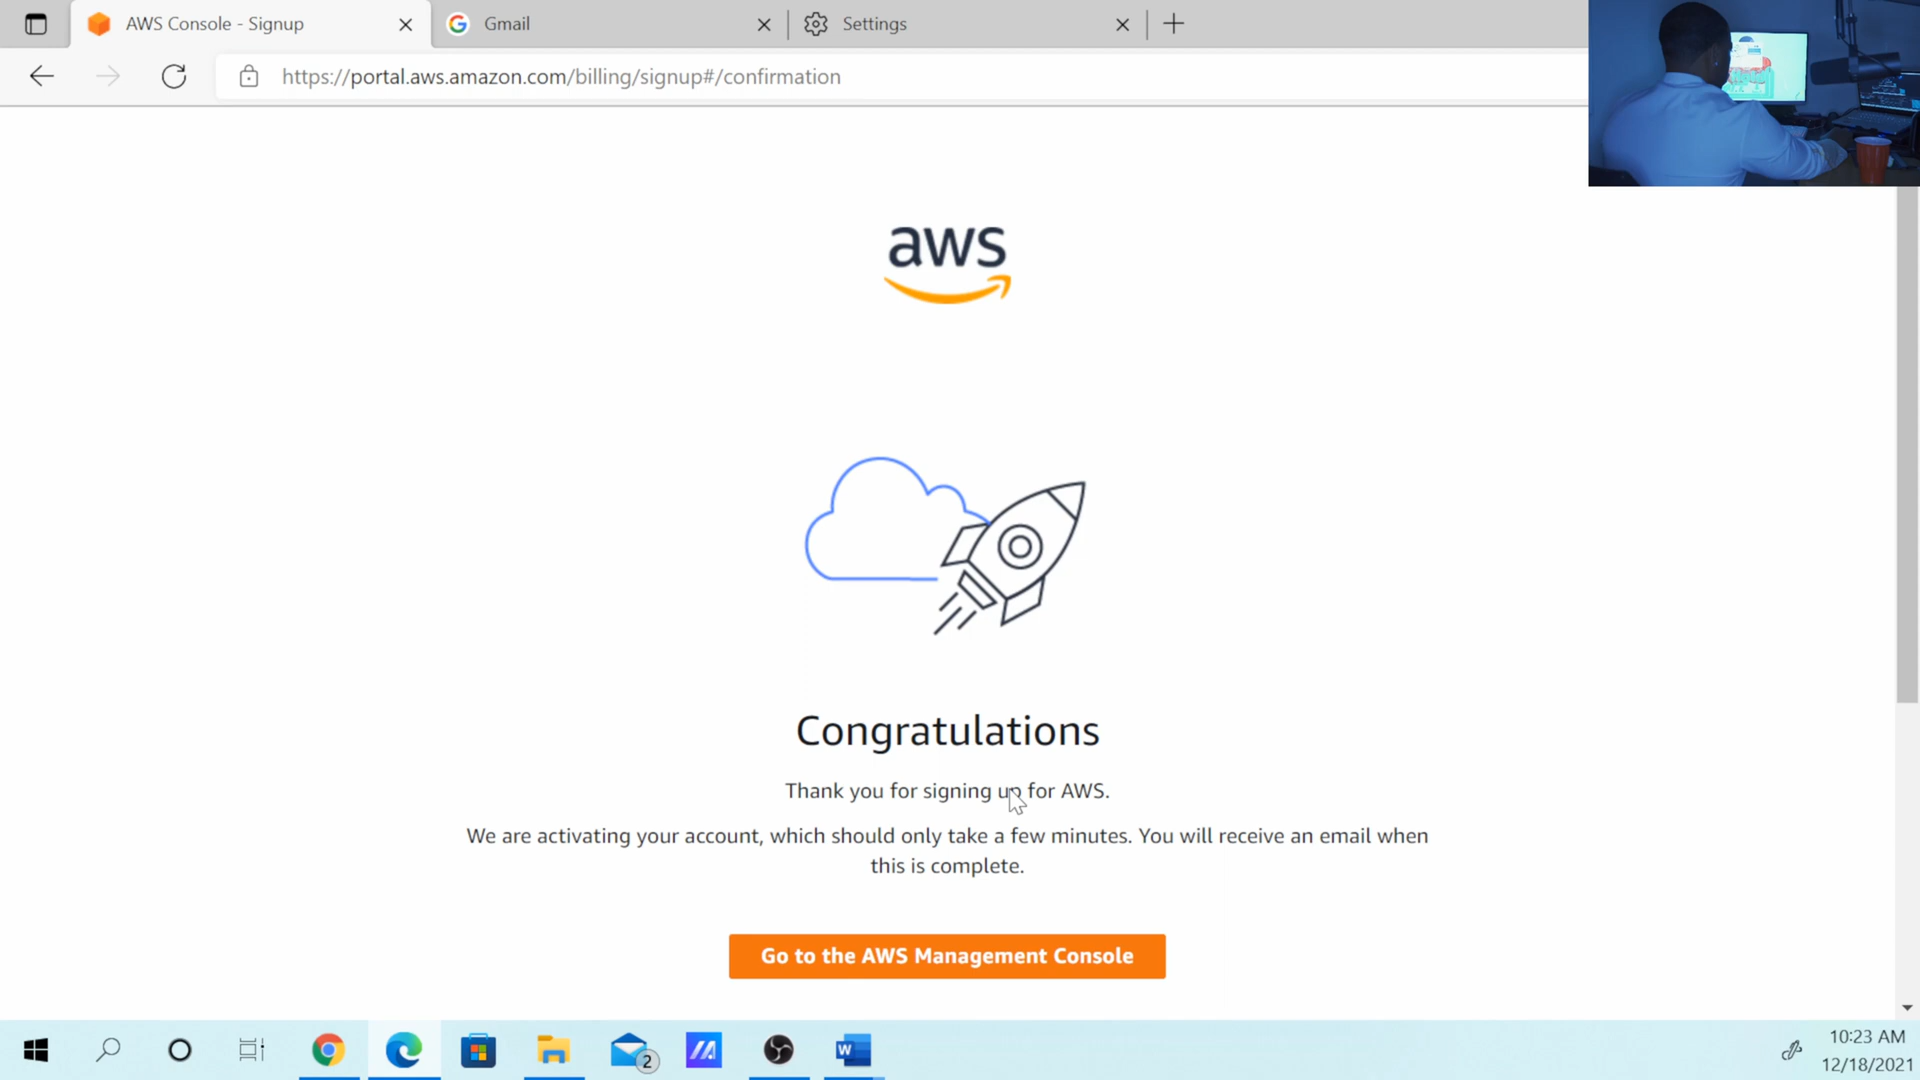 AWS Console - Signup
Gmail
Settings
https://portal.aws.amazon.com/billing/signup#/confirmation
aws
Congratulations
Thank you for signing up for AWS.
We are activating your account, which should only take a few minutes. You will receive an email when
this is complete.
Go to the AWS Management Console
2
W
10:23 AM
12/18/2021